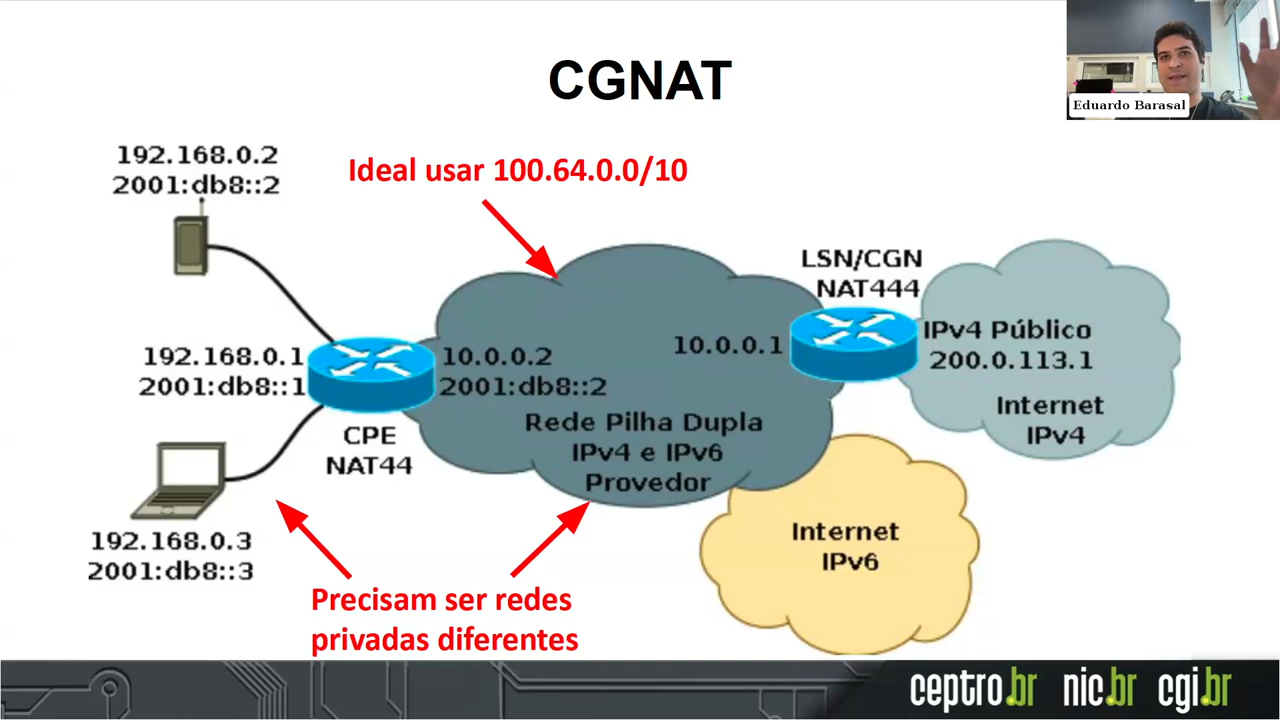 CGNAT
Eduardo Barasal
192.168.0.2
2001:db8::2
Ideal usar 100.64.0.0/10
LSN/CGN
NAT444
192.168.0.1
2001:db8::1
10.0.0.2
2001:db8::2
10.0.0.1
IPv4 Público
200.0.113.1
Internet
IPv4
CPE
NAT44
Rede Pilha Dupla
IPv4 e IPv6
Provedor
192.168.0.3
2001:db8::3
Internet
IPv6
Precisam ser redes
privadas diferentes
ceptro.br nic.br cgi.br